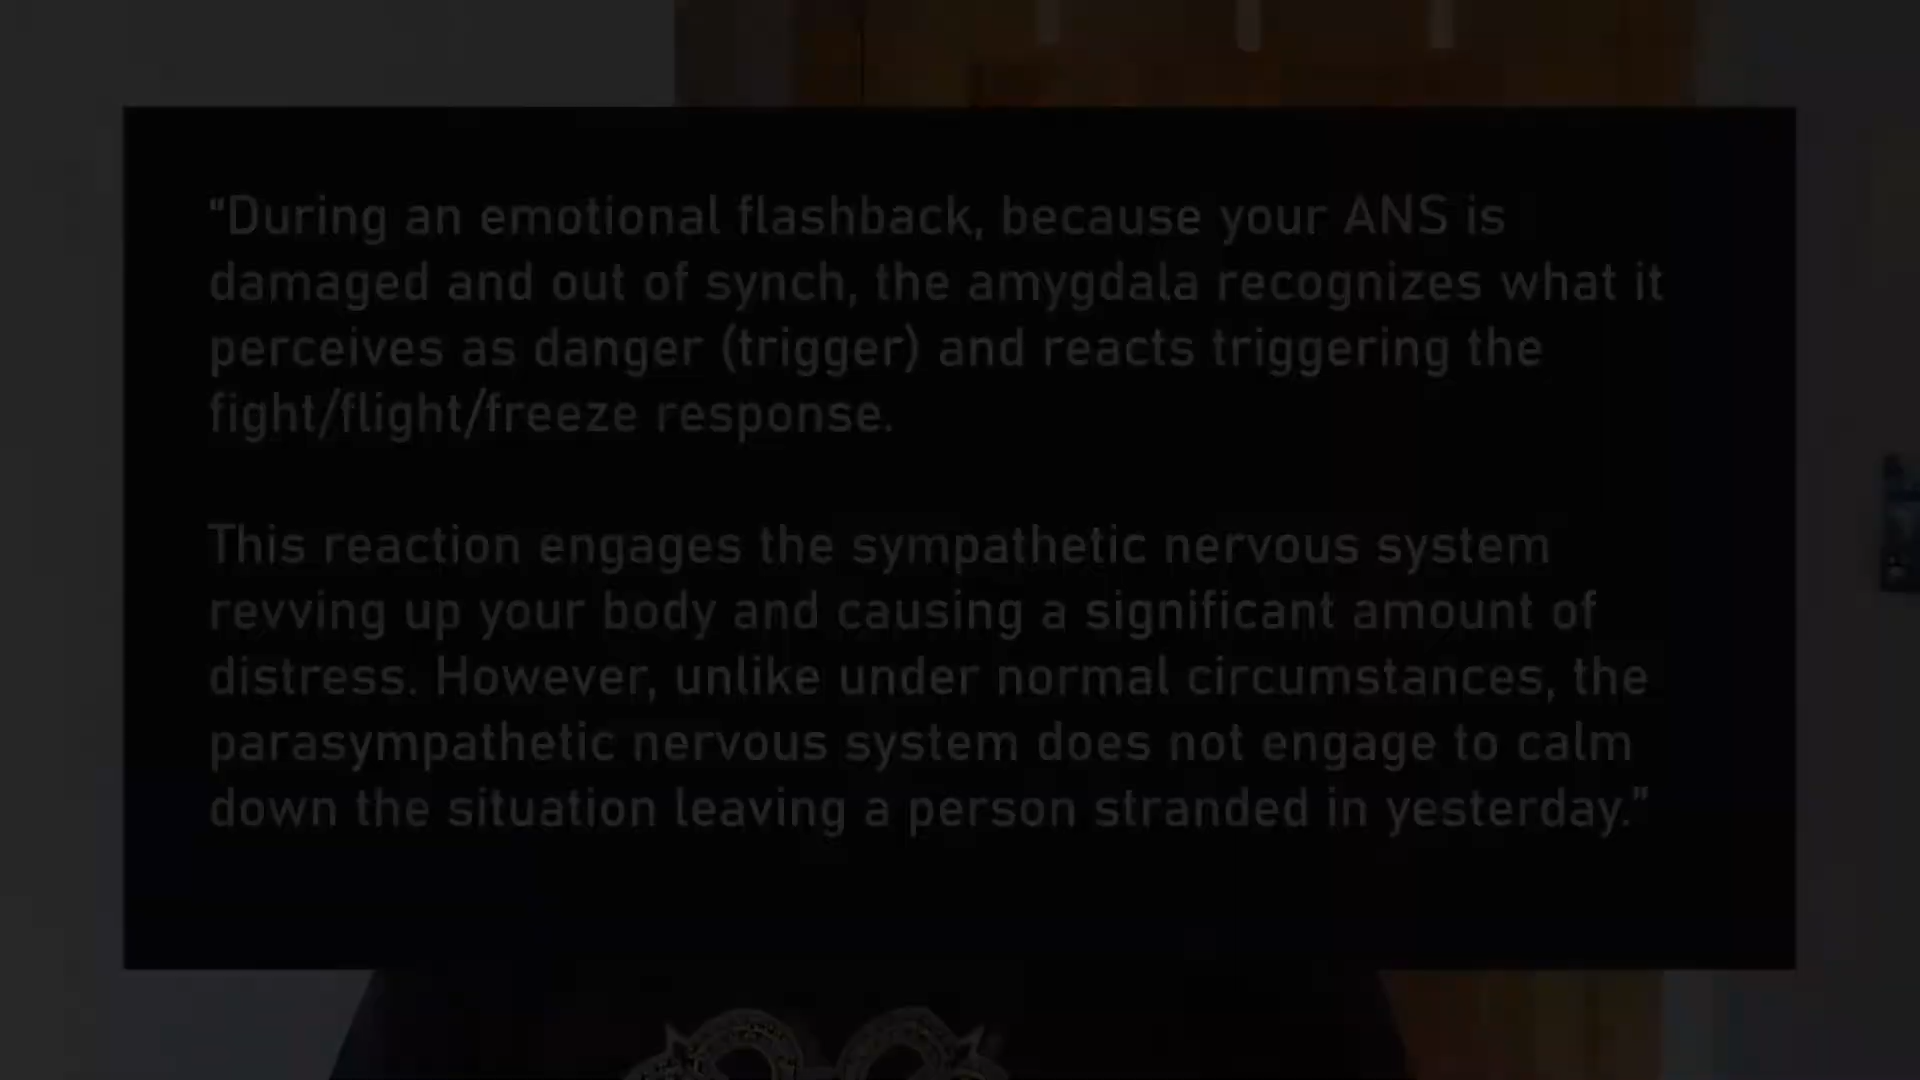 “During an emotional flashback, because your ANS is
damaged and out of synch, the amygdala recognizes what it
perceives as danger (trigger) and reacts triggering the
fight/flight/freeze response.
This reaction engages the sympathetic nervous system
revving up your body and causing a significant amount of
distress. However, unlike under normal circumstances, the
parasympathetic nervous system does not engage to calm
down the situation leaving a person stranded in yesterday.”